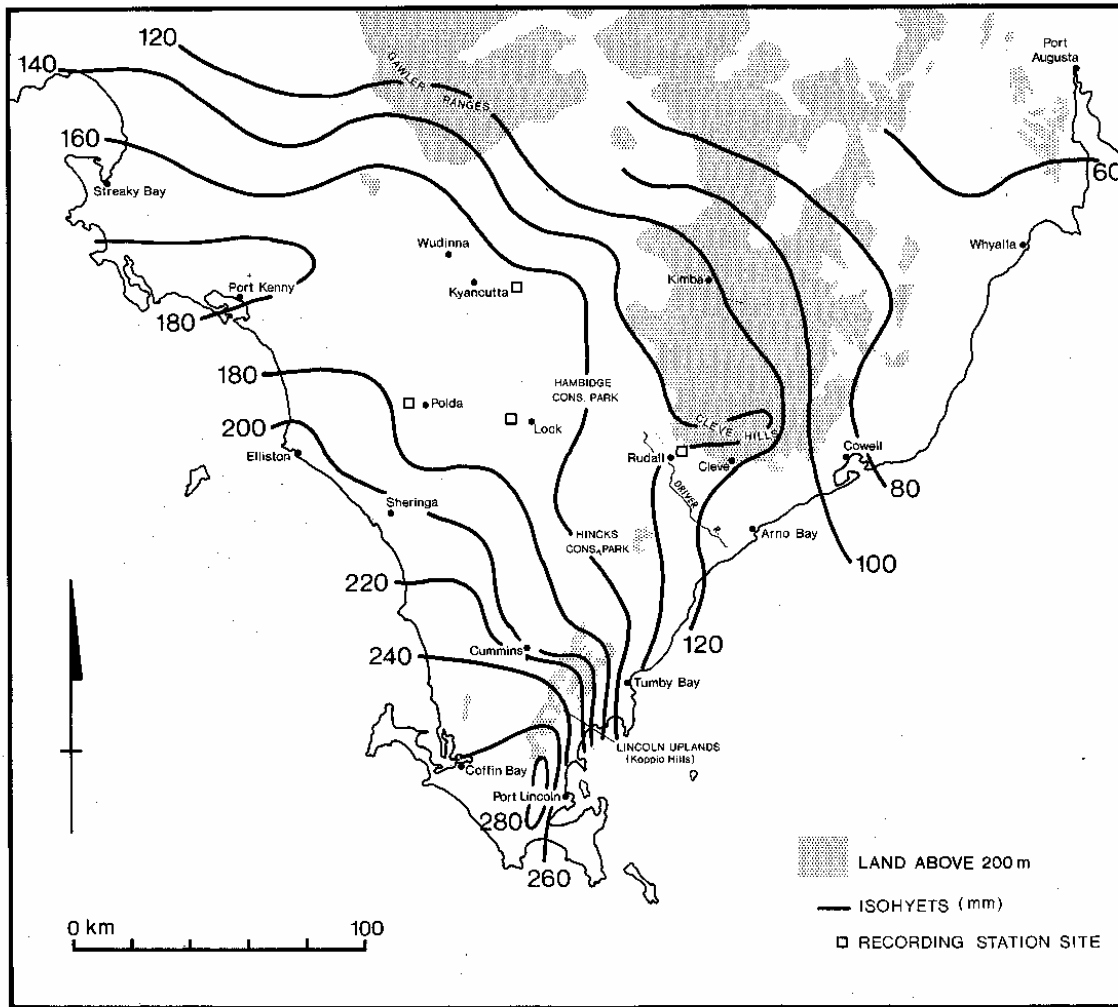 120
Port
Augusta
140
GAWLER RANGES
160
60
Streaky Bay
Wudinna
Whyalla
Kimba
Kyancutta
Port Kenny
180
180
HAMBIDGE
CONS. PARK
Polda
200
Lock
CLEVE HILLS
Elliston
Rudall
Cleve
Cowell
80
DRIVER R.
Sheringa
Arno Bay
HINCKS
CONS. PARK
100
220
120
Cummins
240
Tumby Bay
LINCOLN UPLANDS
(Koppio Hills)
Coffin Bay
Port Lincoln
280
260
LAND ABOVE 200 m
ISOHYETS (mm)
RECORDING STATION SITE
0 km 100